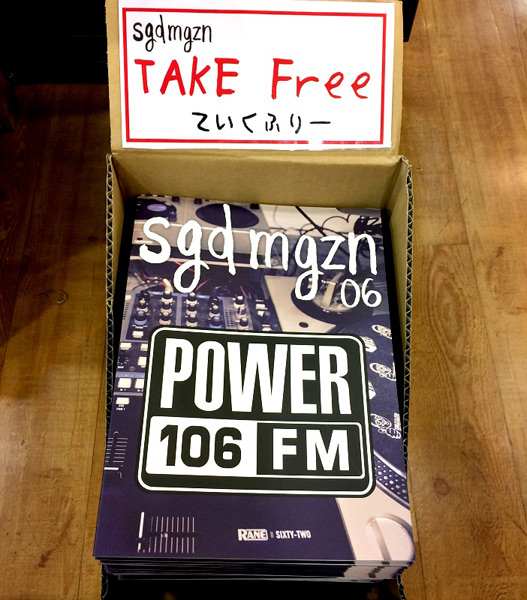 sgdmgzn
TAKE Free
ていくふりー
sgdmgzn
06
POWER
106 FM
RANE SIXTY-TWO